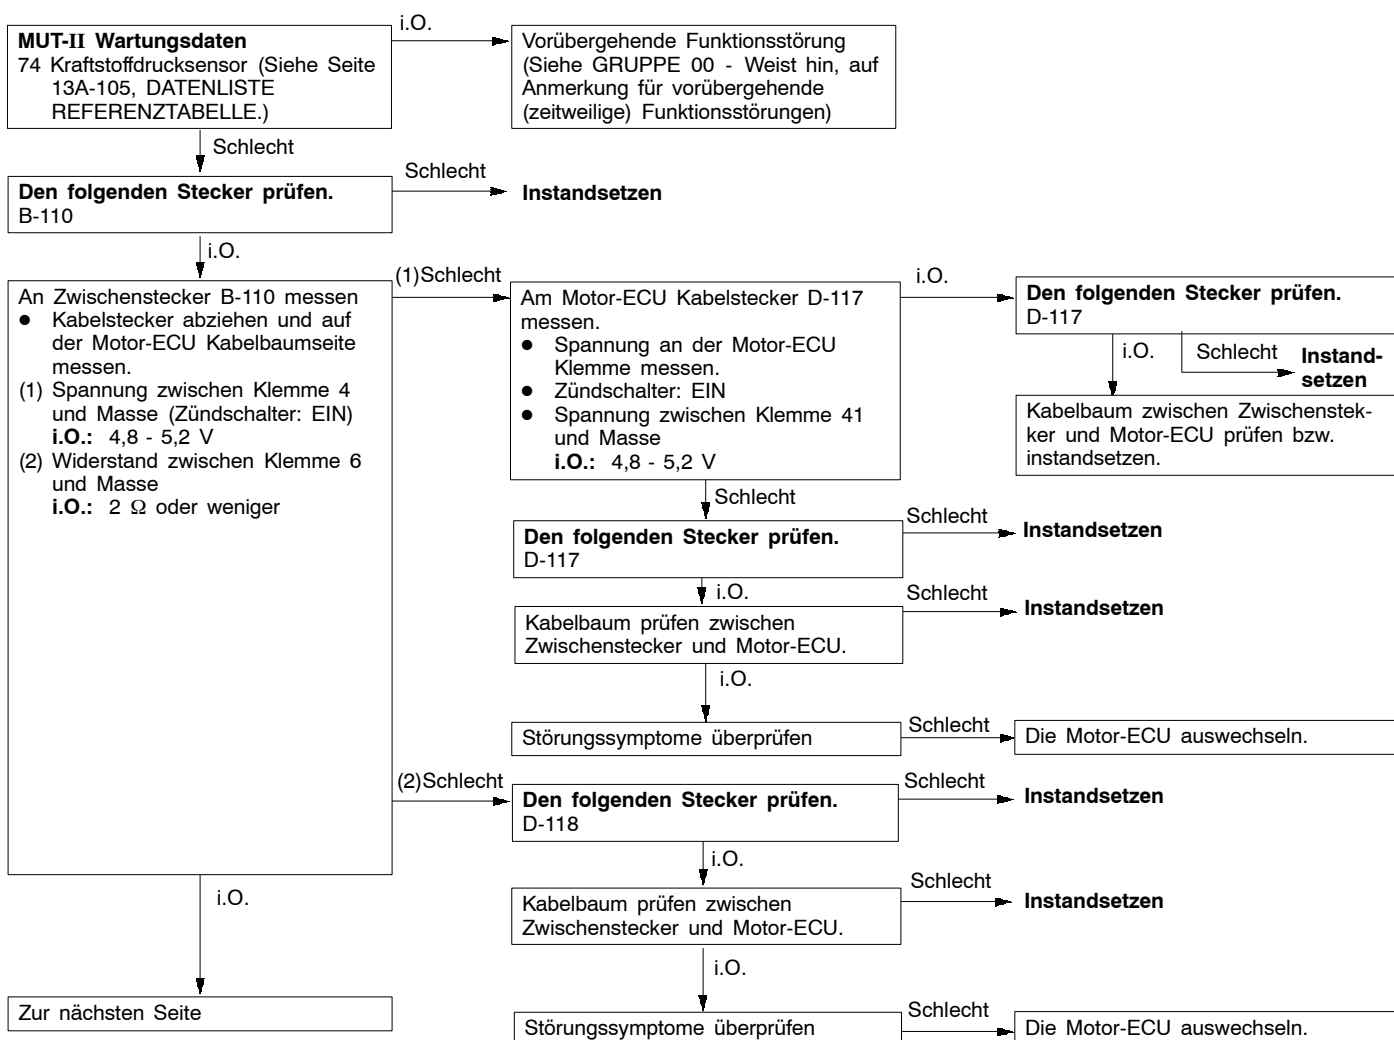 i.O.
MUT-II Wartungsdaten
74 Kraftstoffdrucksensor (Siehe Seite
13A-105, DATENLISTE
REFERENZTABELLE.)
Vorübergehende Funktionsstörung
(Siehe GRUPPE 00 - Weist hin, auf
Anmerkung für vorübergehende
(zeitweilige) Funktionsstörungen)
Schlecht
Den folgenden Stecker prüfen.
B-110
Schlecht
Instandsetzen
i.O.
An Zwischenstecker B-110 messen
● Kabelstecker abziehen und auf
der Motor-ECU Kabelbaumseite
messen.
(1) Spannung zwischen Klemme 4
und Masse (Zündschalter: EIN)
i.O.: 4,8 - 5,2 V
(2) Widerstand zwischen Klemme 6
und Masse
i.O.: 2 Ω oder weniger
(1)Schlecht
Am Motor-ECU Kabelstecker D-117
messen.
● Spannung an der Motor-ECU
Klemme messen.
● Zündschalter: EIN
● Spannung zwischen Klemme 41
und Masse
i.O.: 4,8 - 5,2 V
i.O.
Den folgenden Stecker prüfen.
D-117
i.O.
Schlecht
Instand-
setzen
Kabelbaum zwischen Zwischenstek-
ker und Motor-ECU prüfen bzw.
instandsetzen.
Schlecht
Den folgenden Stecker prüfen.
D-117
Schlecht
Instandsetzen
i.O.
Kabelbaum prüfen zwischen
Zwischenstecker und Motor-ECU.
Schlecht
Instandsetzen
i.O.
Störungssymptome überprüfen
Schlecht
Die Motor-ECU auswechseln.
(2)Schlecht
Den folgenden Stecker prüfen.
D-118
Schlecht
Instandsetzen
i.O.
Kabelbaum prüfen zwischen
Zwischenstecker und Motor-ECU.
Schlecht
Instandsetzen
i.O.
Störungssymptome überprüfen
Schlecht
Die Motor-ECU auswechseln.
i.O.
Zur nächsten Seite